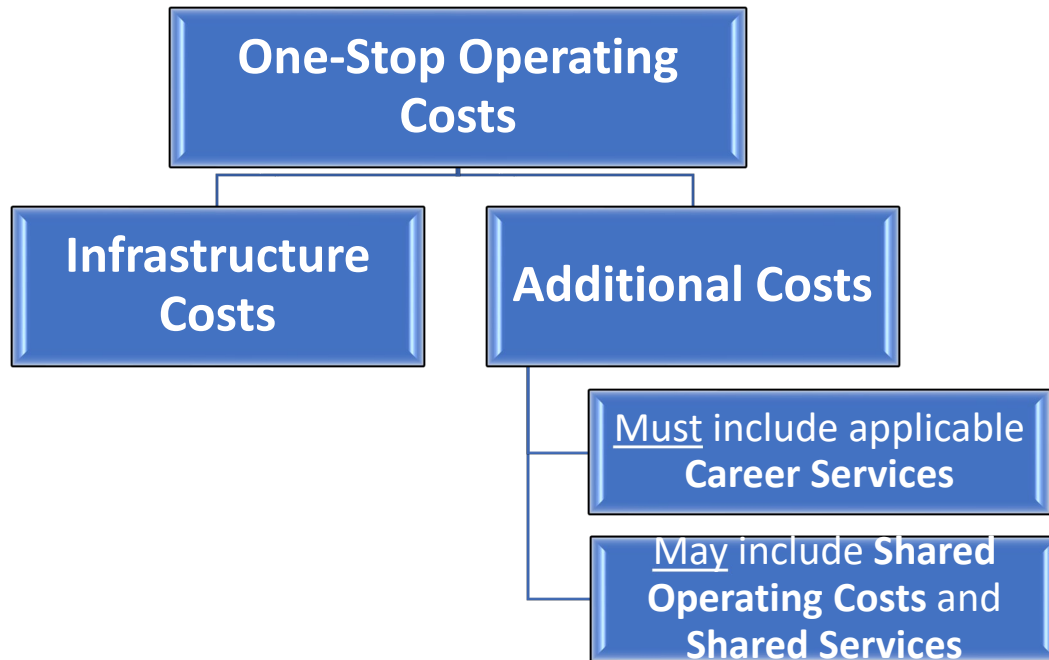 One-Stop Operating
Costs
Infrastructure
Costs
Additional Costs
Must include applicable
Career Services
May include Shared
Operating Costs and
Shared Services